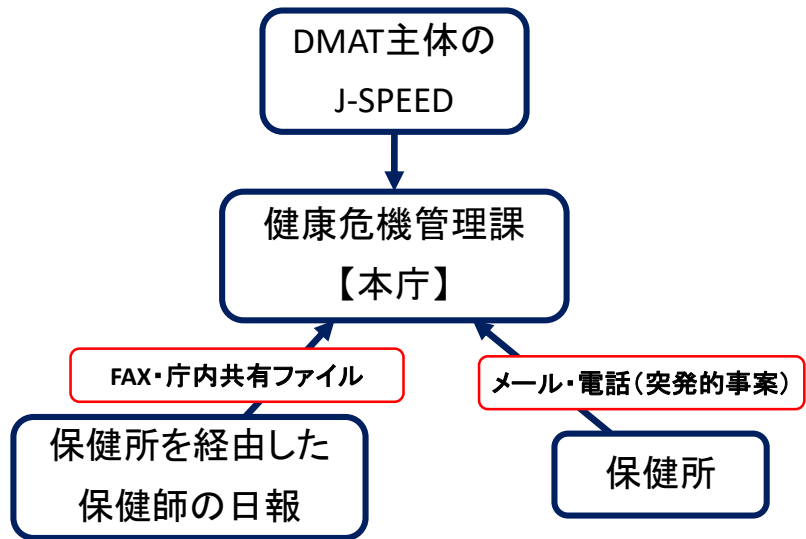 DMAT主体の
J-SPEED
健康危機管理課
【本庁】
FAX・庁内共有ファイル
メール・電話（突発的事案）
保健所を経由した
保健師の日報
保健所